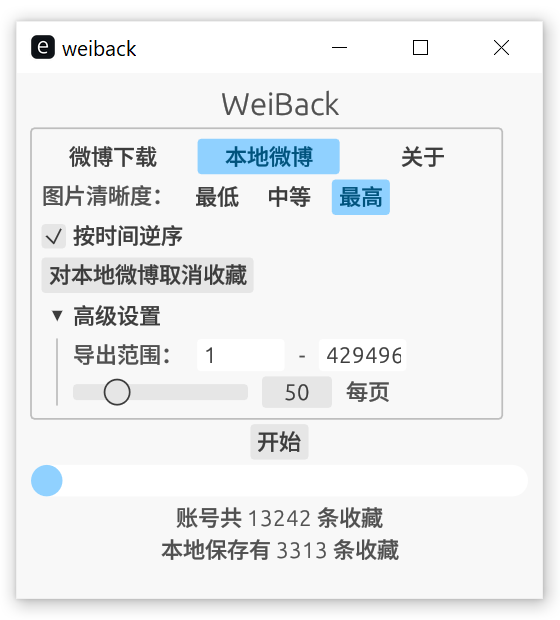 e weiback
WeiBack
微博下载 本地微博 关于
图片清晰度： 最低 中等 最高
按时间逆序
对本地微博取消收藏
高级设置
导出范围： 1 - 429496
50 每页
开始
账号共 13242 条收藏
本地保存有 3313 条收藏